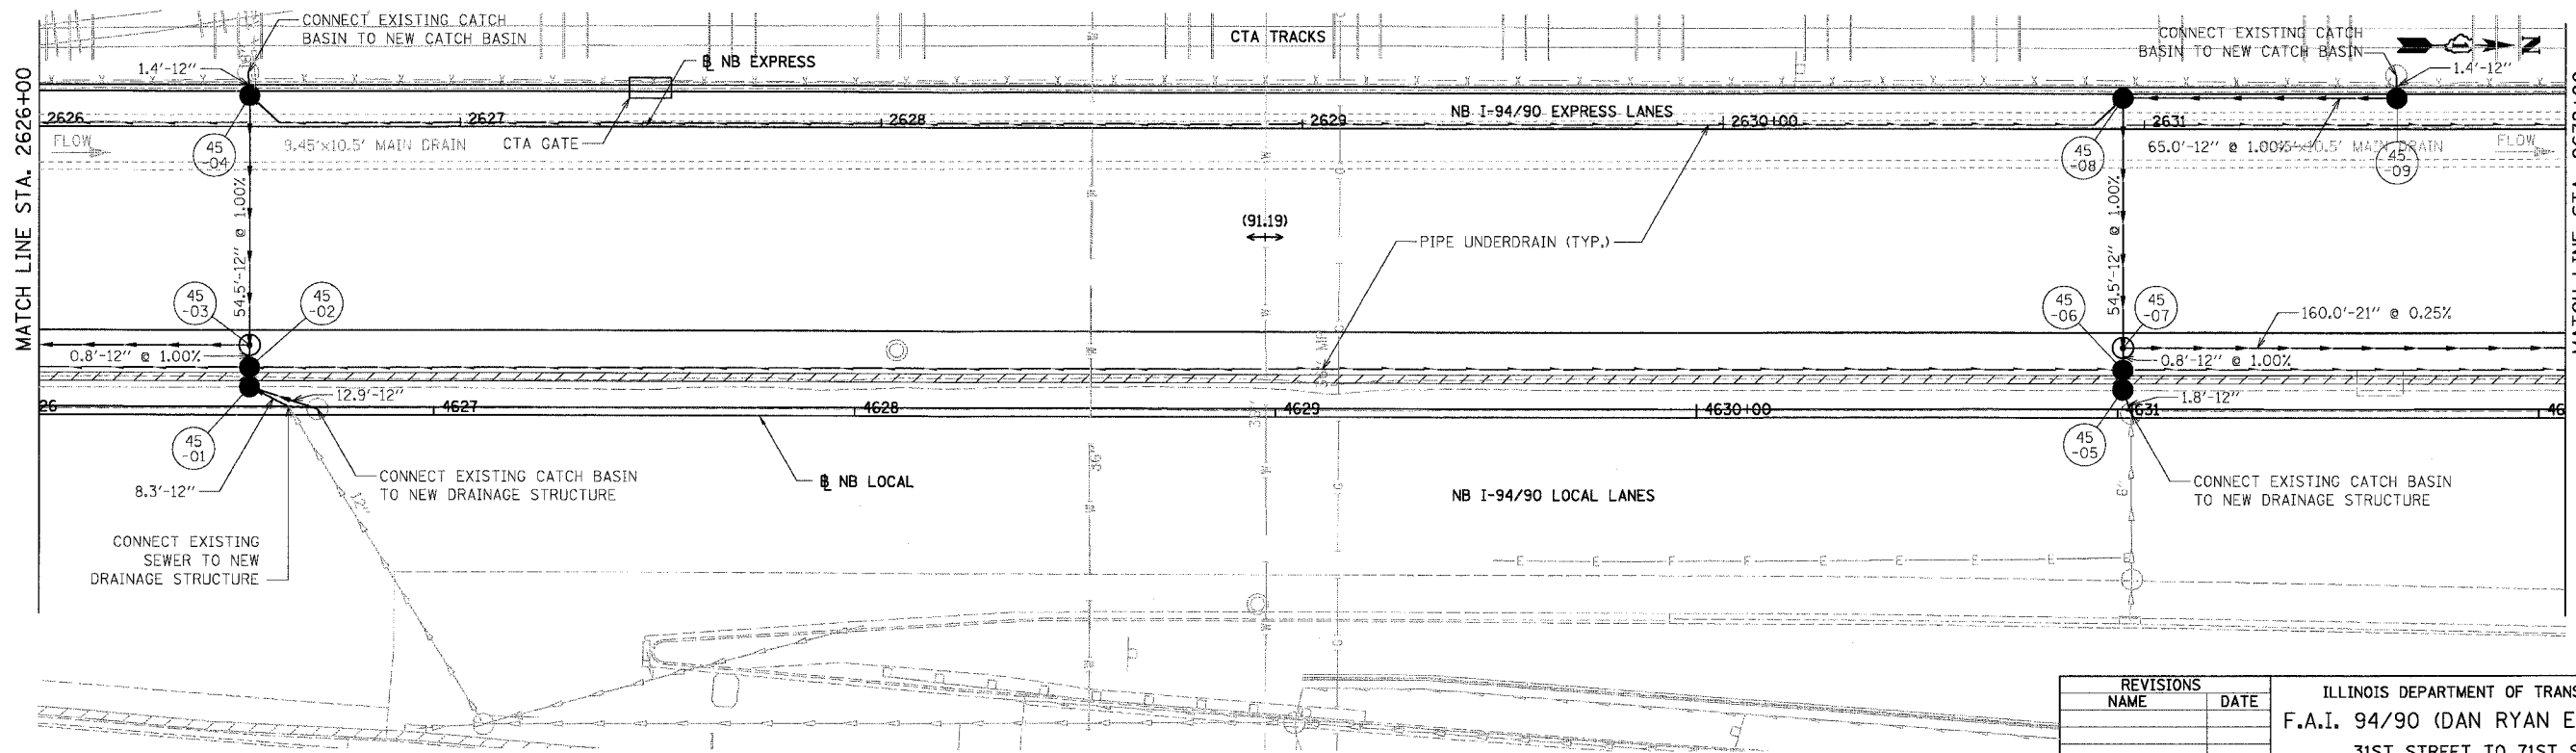 CONNECT EXISTING CATCH
BASIN TO NEW CATCH BASIN
1.4'-12"
CTA TRACKS
℄ NB EXPRESS
CONNECT EXISTING CATCH
BASIN TO NEW CATCH BASIN
N
1.4'-12"
MATCH LINE STA. 2626+00
2626
2627
2628
2629
NB I-94/90 EXPRESS LANES
2630+00
2631
FLOW
45
-04
9.45'x10.5' MAIN DRAIN
CTA GATE
45
-08
65.0'-12" @ 1.00%
MAIN DRAIN
45
-09
FLOW
54.5'-12" @ 1.00%
(91.19)
PIPE UNDERDRAIN (TYP.)
54.5'-12" @ 1.00%
45
-03
45
-02
45
-06
45
-07
160.0'-21" @ 0.25%
0.8'-12" @ 1.00%
0.8'-12" @ 1.00%
12.9'-12"
1.8'-12"
26
4627
4628
4629
4630+00
4631
46
45
-01
8.3'-12"
CONNECT EXISTING CATCH BASIN
TO NEW DRAINAGE STRUCTURE
℄ NB LOCAL
NB I-94/90 LOCAL LANES
45
-05
CONNECT EXISTING CATCH BASIN
TO NEW DRAINAGE STRUCTURE
12"
36"
CONNECT EXISTING
SEWER TO NEW
DRAINAGE STRUCTURE
REVISIONS
NAME
DATE
ILLINOIS DEPARTMENT OF TRANS
F.A.I. 94/90 (DAN RYAN E
31ST STREET TO 71ST